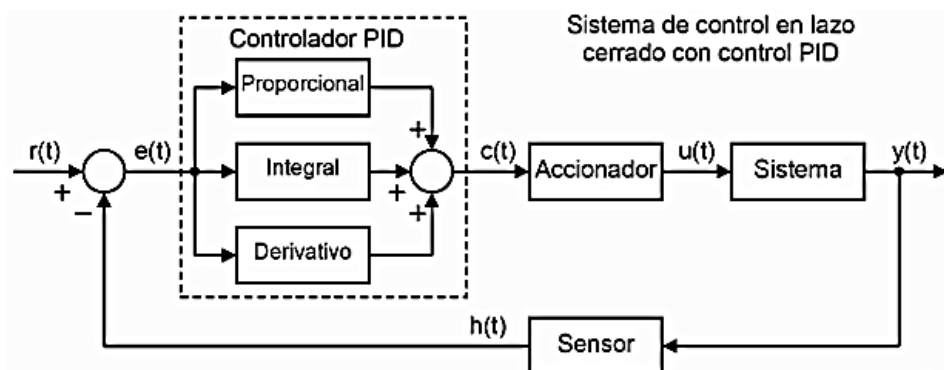 Controlador PID
Sistema de control en lazo
cerrado con control PID
Proporcional
+
r(t)
e(t)
Integral
c(t)
Accionador
u(t)
Sistema
y(t)
+
+
−
+
Derivativo
h(t)
Sensor